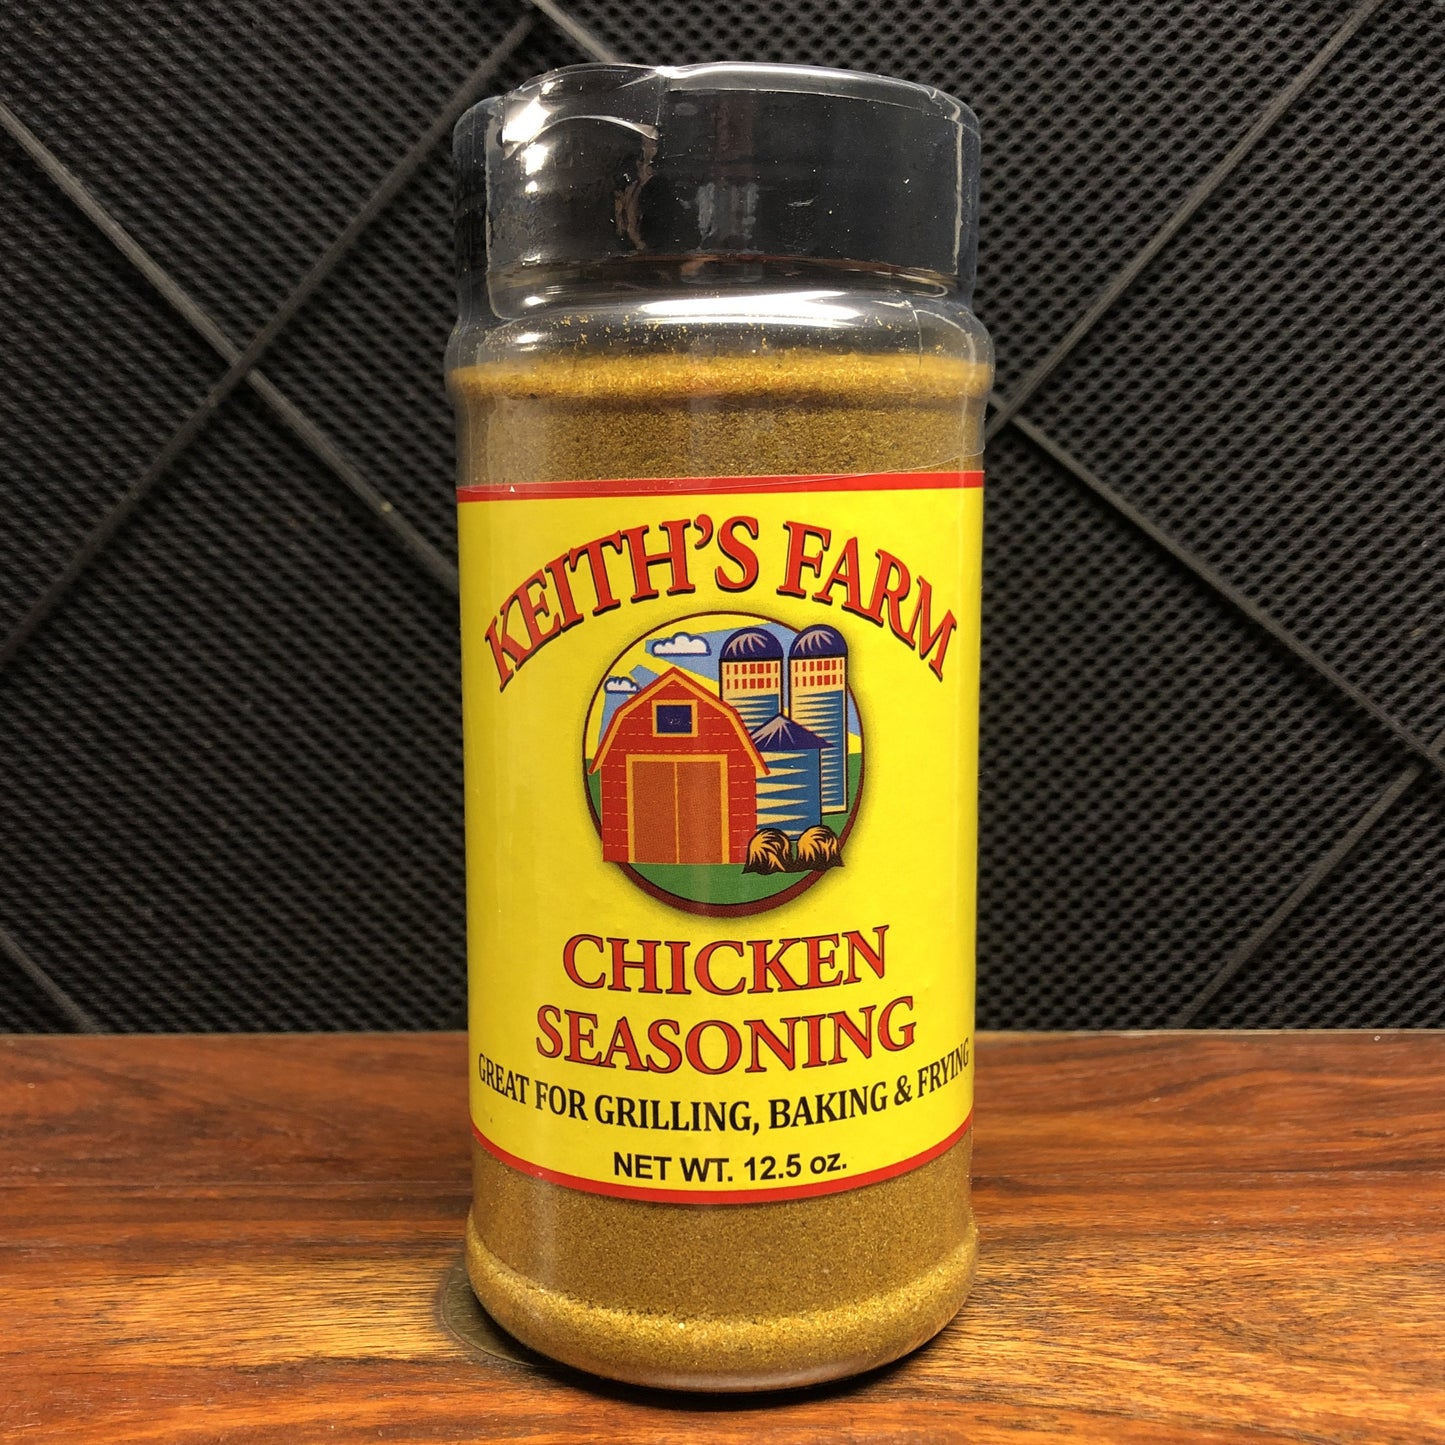 KEITH'S FARM
CHICKEN
SEASONING
GREAT FOR GRILLING, BAKING & FRYING
NET WT. 12.5 oz.